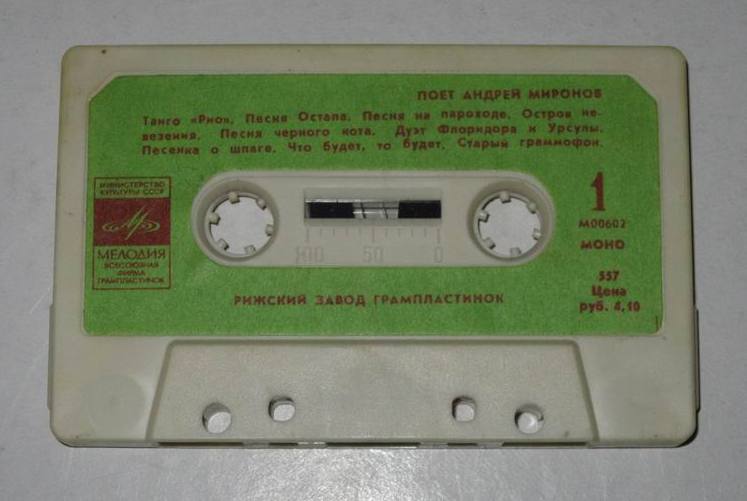 ПОЕТ АНДРЕЙ МИРОНОВ
Танго «Рио», Песня Остапа, Песня на пароходе, Остров не-
везения, Песня черного кота, Дуэт Флоридора и Урсулы,
Песенка о шпаге, Что будет, то будет, Старый граммофон.
МИНИСТЕРСТВО
КУЛЬТУРЫ СССР
МЕЛОДИЯ
ВСЕСОЮЗНАЯ
ФИРМА
ГРАМПЛАСТИНОК
1
М00602
МОНО
100 50 0
557
Цена
руб. 4,10
РИЖСКИЙ ЗАВОД ГРАМПЛАСТИНОК